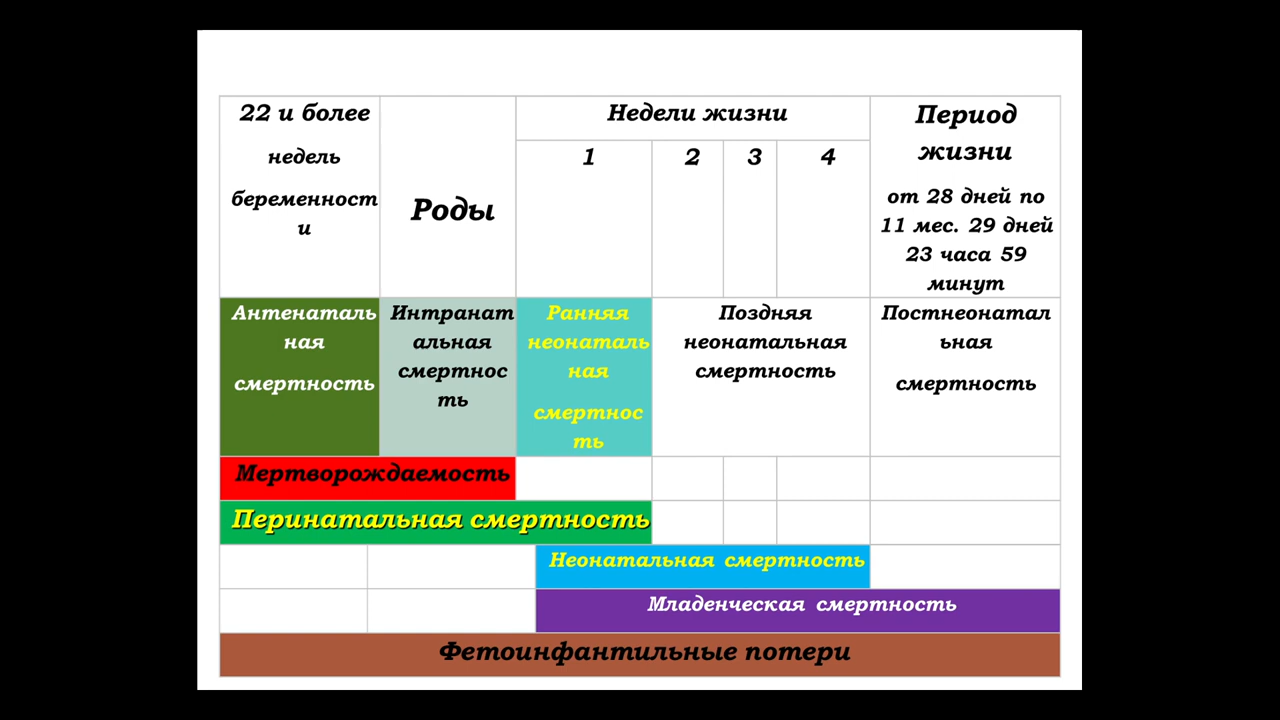 22 и более
недель
беременност
и
Роды
Недели жизни
1
2
3
4
Период
жизни
от 28 дней по
11 мес. 29 дней
23 часа 59
минут
Антенаталь
ная
смертность
Интранат
альная
смертнос
ть
Ранняя
неонаталь
ная
смертнос
ть
Поздняя
неонатальная
смертность
Постнеонатал
ьная
смертность
Мертворождаемость
Перинатальная смертность
Неонатальная смертность
Младенческая смертность
Фетоинфантильные потери